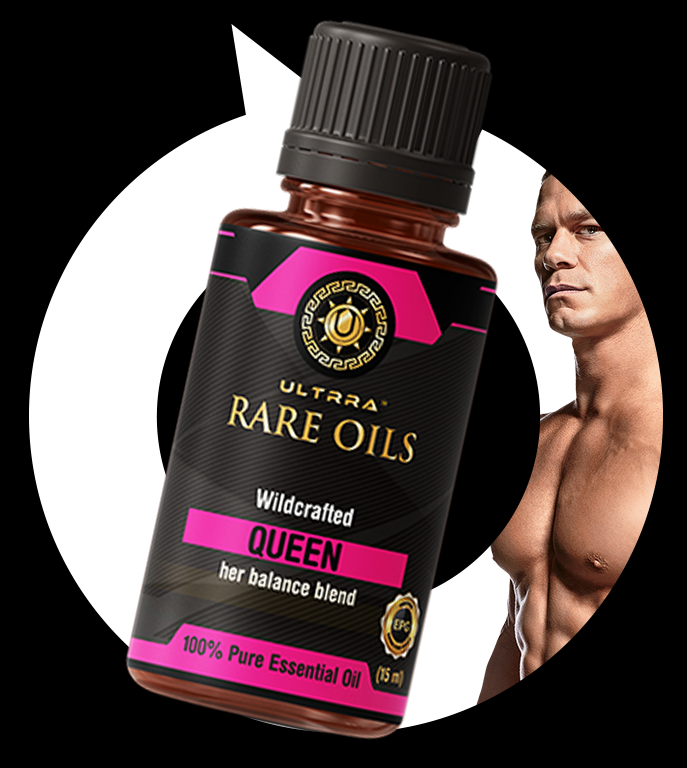 U
ULTRRA™
RARE OILS
Wildcrafted
QUEEN
her balance blend
EPC
100% Pure Essential Oil
(15 ml)